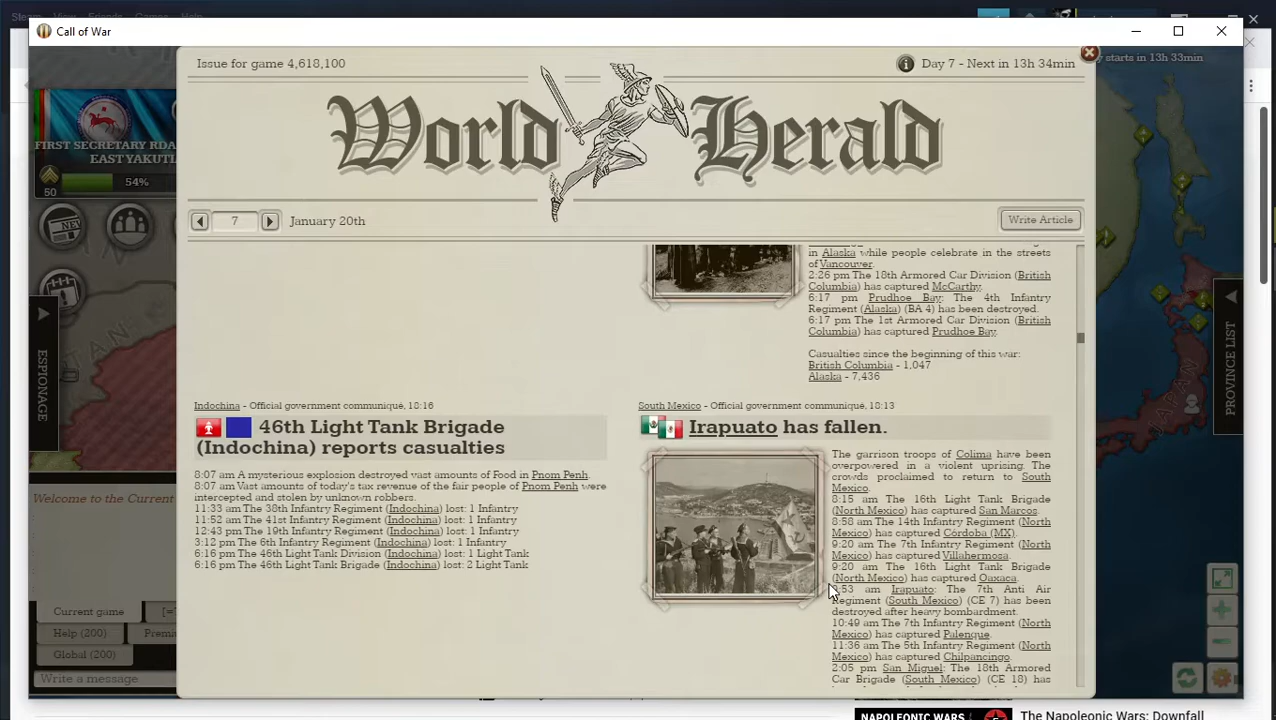 Call of War
Issue for game 4,618,100
Day 7 - Next in 13h 34min
y starts in 13h 33min
World Herald
FIRST SECRETARY RDA
EAST YAKUTI
54%
50
7
January 20th
Write Article
Alaska while people celebrate in the streets
of Vancouver.
2:26 pm The 18th Armored Car Division (British
Columbia) has captured McCarthy.
6:17 pm Prudhoe Bay: The 4th Infantry
Regiment (Alaska) (BA 4) has been destroyed.
6:17 pm The 1st Armored Car Division (British
Columbia) has captured Prudhoe Bay.
Casualties since the beginning of this war:
British Columbia - 1,047
Alaska - 7,436
Indochina - Official government communiqué, 18:16
46th Light Tank Brigade
(Indochina) reports casualties
8:07 am A mysterious explosion destroyed vast amounts of Food in Pnom Penh.
8:07 am Vast amounts of today's tax revenue of the fair people of Pnom Penh were
intercepted and stolen by unknown robbers.
11:33 am The 38th Infantry Regiment (Indochina) lost: 1 Infantry
11:52 am The 41st Infantry Regiment (Indochina) lost: 1 Infantry
12:43 pm The 19th Infantry Regiment (Indochina) lost: 1 Infantry
3:12 pm The 6th Infantry Regiment (Indochina) lost: 1 Infantry
6:16 pm The 46th Light Tank Division (Indochina) lost: 1 Light Tank
6:16 pm The 46th Light Tank Brigade (Indochina) lost: 2 Light Tank
South Mexico - Official government communiqué, 18:13
Irapuato has fallen.
The garrison troops of Colima have been
overpowered in a violent uprising. The
crowds proclaimed to return to South
Mexico.
8:15 am The 16th Light Tank Brigade
(North Mexico) has captured San Marcos.
8:58 am The 14th Infantry Regiment (North
Mexico) has captured Córdoba (MX).
9:20 am The 7th Infantry Regiment (North
Mexico) has captured Villahermosa.
9:20 am The 16th Light Tank Brigade
(North Mexico) has captured Oaxaca.
:53 am Irapuato: The 7th Anti Air
Regiment (South Mexico) (CE 7) has been
destroyed after heavy bombardment.
10:49 am The 7th Infantry Regiment (North
Mexico) has captured Palenque.
11:36 am The 5th Infantry Regiment (North
Mexico) has captured Chilpancingo.
2:05 pm San Miguel: The 18th Armored
Car Brigade (South Mexico) (CE 18) has
ESPIONAGE
PROVINCE LIST
JAPAN
Welcome to the Current
Current game
Help (200)
Prem
Global (200)
Write a message
NAPOLEONIC WARS
The Napoleonic Wars: Downfall